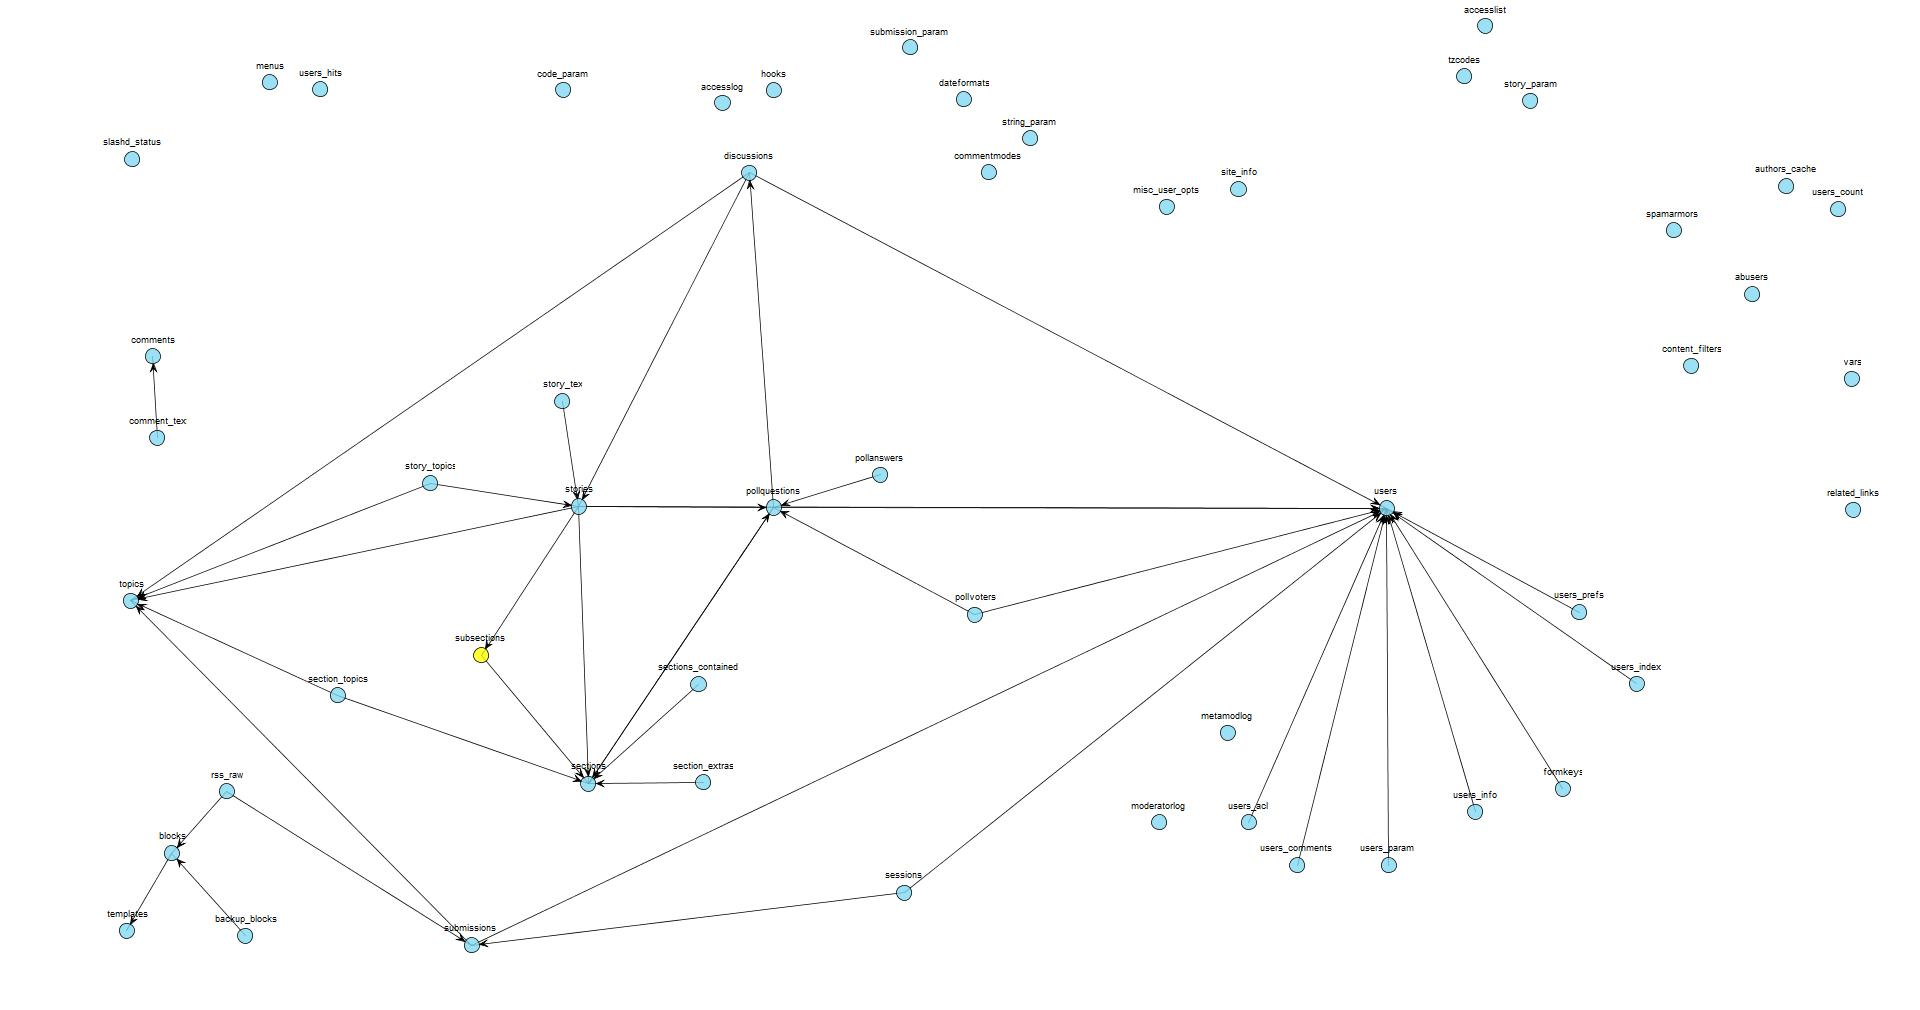 accesslist
submission_param
tzcodes
menus
users_hits
code_param
hooks
accesslog
dateformats
story_param
string_param
slashd_status
discussions
commentmodes
site_info
misc_user_opts
authors_cache
users_count
spamarmors
abusers
comments
content_filters
vars
story_tex
comment_tex
pollanswers
story_topics
stories
pollquestions
users
related_links
topics
pollvoters
users_prefs
subsections
sections_contained
users_index
section_topics
metamodlog
sections
section_extras
rss_raw
formkeys
users_info
moderatorlog
users_acl
blocks
users_comments
users_param
sessions
templates
backup_blocks
submissions